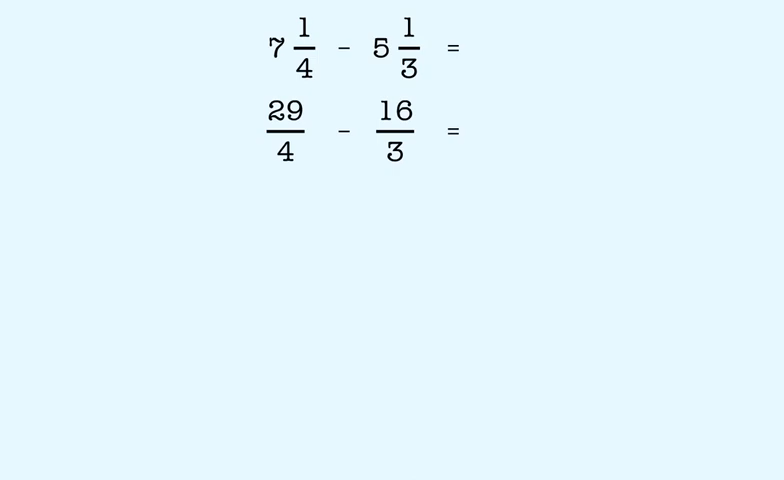 7 1/4 - 5 1/3 =
29/4 - 16/3 =